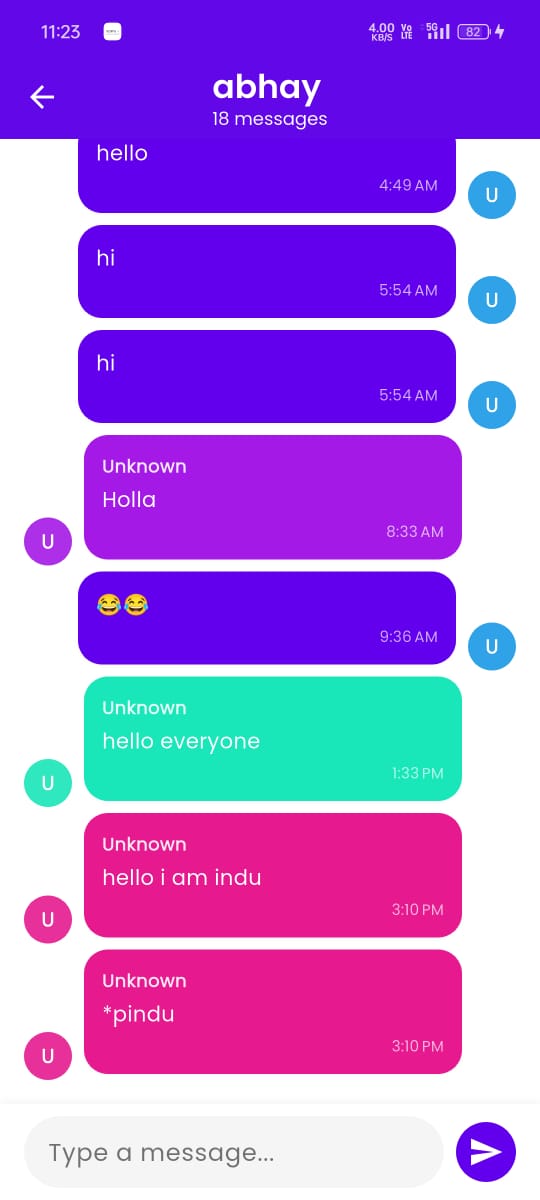 11:23
4.00 KB/S
Vo LTE
5G
82
abhay
18 messages
hello
4:49 AM
U
hi
5:54 AM
U
hi
5:54 AM
U
Unknown
Holla
8:33 AM
U
😂😂
9:36 AM
U
Unknown
hello everyone
1:33 PM
U
Unknown
hello i am indu
3:10 PM
U
Unknown
*pindu
3:10 PM
U
Type a message...